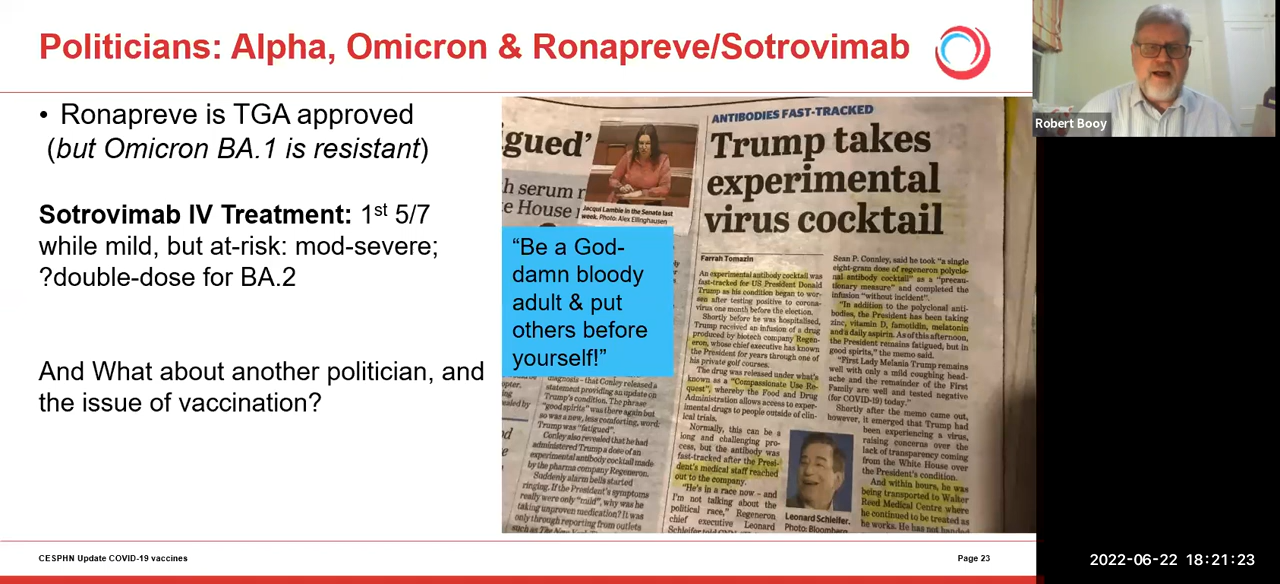 Politicians: Alpha, Omicron & Ronapreve/Sotrovimab
• Ronapreve is TGA approved
(but Omicron BA.1 is resistant)
Sotrovimab IV Treatment: 1st 5/7
while mild, but at-risk: mod-severe;
?double-dose for BA.2
And What about another politician, and
the issue of vaccination?
gued’
h serum
e House
Jacqui Lambie in the Senate last
week. Photo: Alex Ellinghausen
“Be a God-
damn bloody
adult & put
others before
yourself!”
diagnosis – that Conley released a
statement providing an update on
Trump's condition. The phrase
“good spirits” was there again but
so was a new, less comforting, word:
Trump was “fatigued”.
Conley also revealed that he had
administered Trump a dose of an
experimental antibody cocktail made
by the pharma company Regeneron.
Suddenly alarm bells started
ringing. If the President's symptoms
really were only “mild”, why was he
taking unproven medication? It was
only through reporting from outlets
such as The New York
ANTIBODIES FAST-TRACKED
Trump takes
experimental
virus cocktail
Farrah Tomazin
An experimental antibody cocktail was
fast-tracked for US President Donald
Trump as his condition began to wor-
sen after testing positive to corona-
virus one month before the election.
Shortly before he was hospitalised,
Trump received an infusion of a drug
produced by biotech company Regen-
eron, whose chief executive has known
the President for years through one of
his private golf courses.
The drug was released under what's
known as a “Compassionate Use Re-
quest”, whereby the Food and Drug
Administration allows access to exper-
imental drugs to people outside of clin-
ical trials.
Normally, this can be a
long and challenging pro-
cess, but the antibody was
fast-tracked after the Presi-
dent's medical staff reached
out to the company.
“He's in a race now – and
I'm not talking about the
political race,” Regeneron
chief executive Leonard
Sean P. Connley, said he took “a single
eight-gram dose of regeneron polyclo-
nal antibody cocktail” as a “precau-
tionary measure” and completed the
infusion “without incident”.
“In addition to the polyclonal anti-
bodies, the President has been taking
zinc, vitamin D, famotidin, melatonin
and a daily aspirin. As of this afternoon,
the President remains fatigued, but in
good spirits,” the memo said.
“First Lady Melania Trump remains
well with only a mild coughing head-
ache and the remainder of the First
Family are well and tested negative
(for COVID-19) today.”
Shortly after the memo came out,
however, it emerged that Trump had
been experiencing a virus,
raising concerns over the
lack of transparency coming
from the White House over
the President's condition.
And within hours, he was
being transported to Walter
Reed Medical Centre where
he continued to be treated as
he works. He has not handed
Leonard Schleifer.
Photo: Bloomberg
CESPHN Update COVID-19 vaccines
Page 23
Robert Booy
2022-06-22 18:21:23